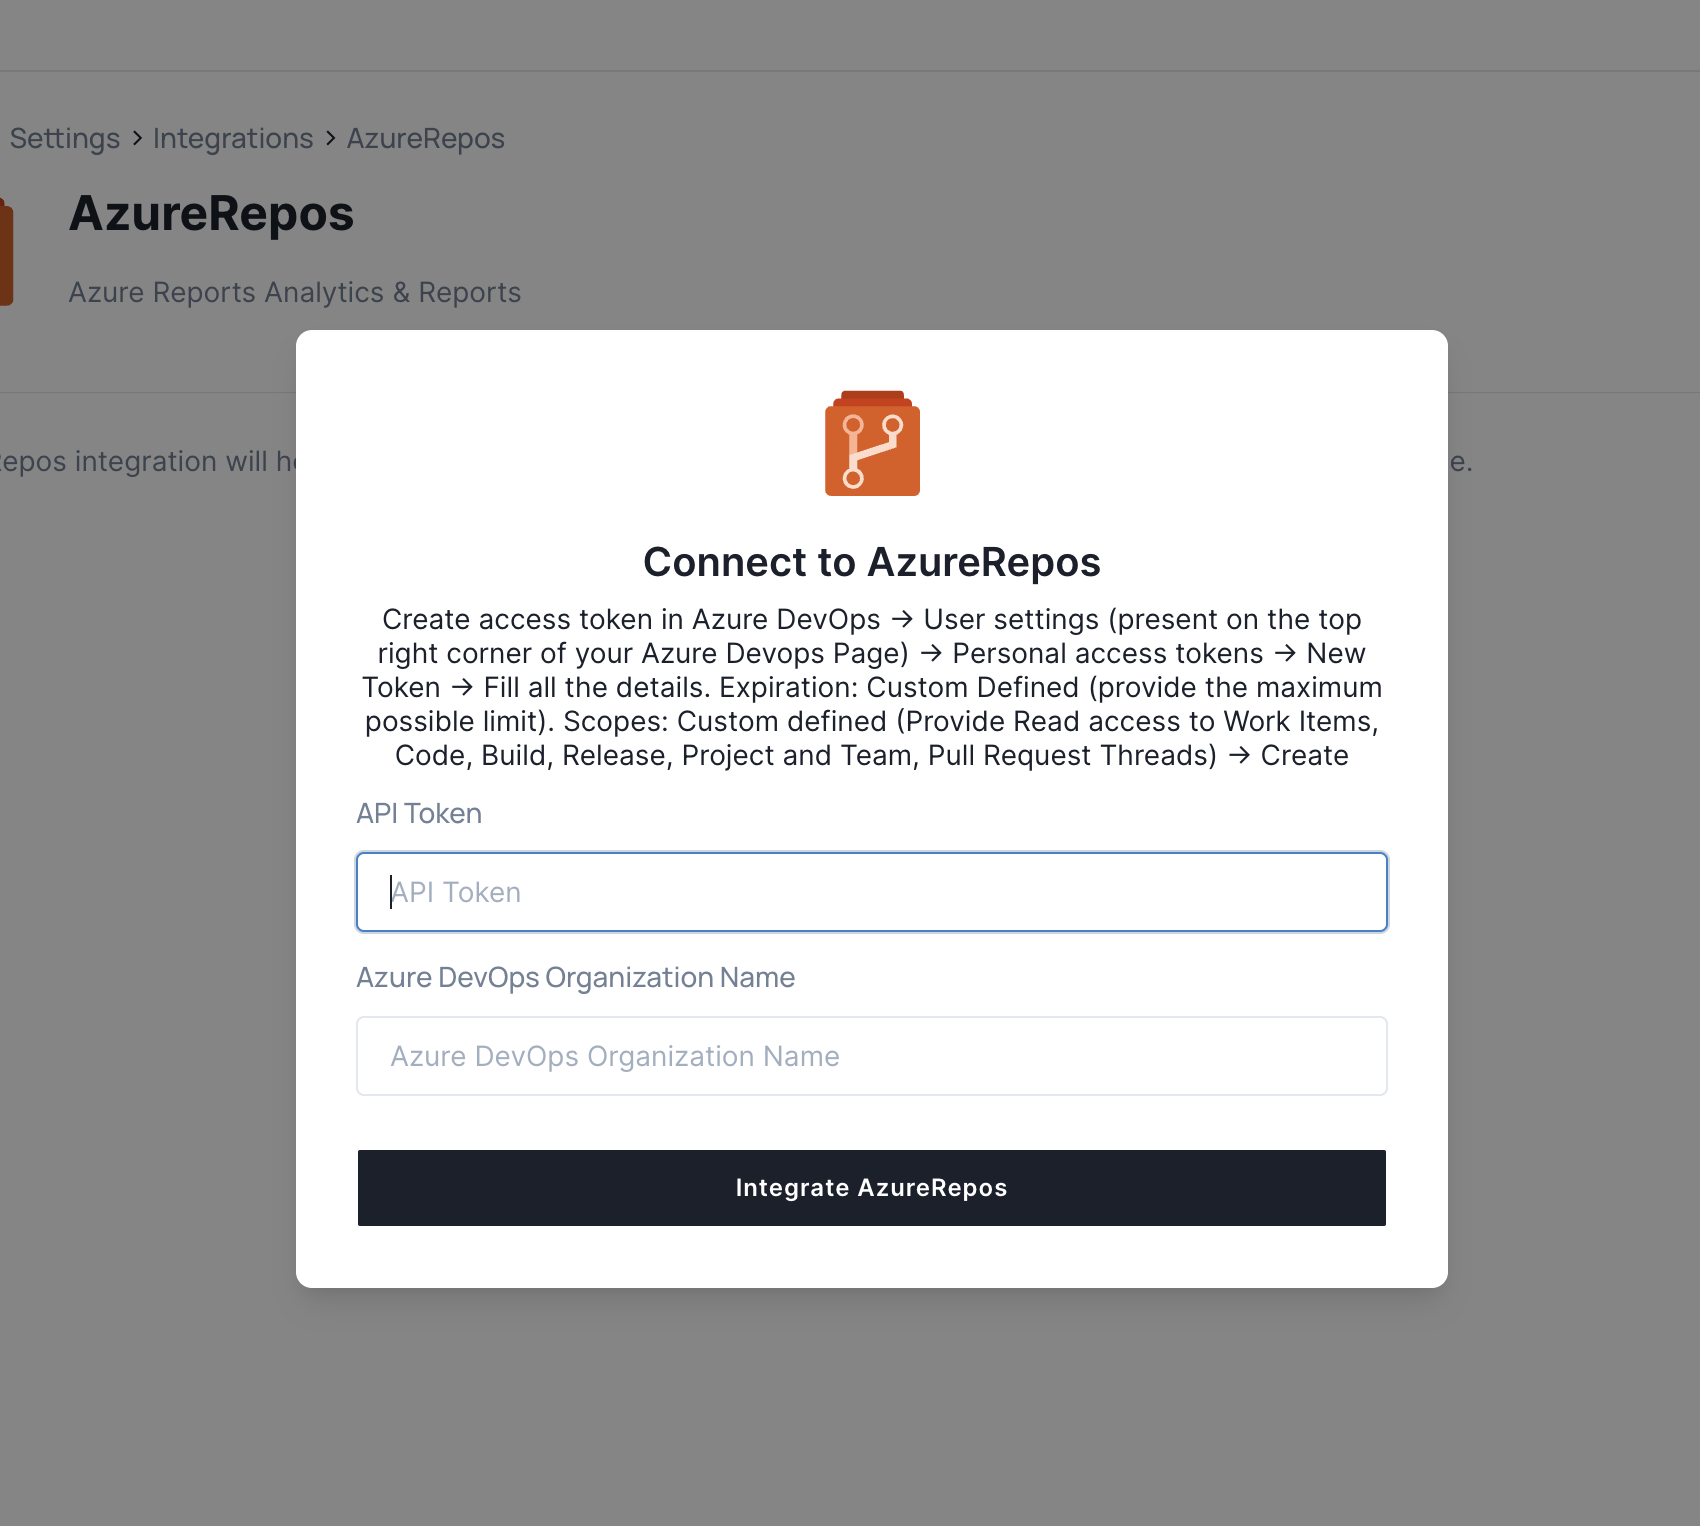 Settings > Integrations > AzureRepos
AzureRepos
Azure Reports Analytics & Reports
integration will
e.
Connect to AzureRepos
Create access token in Azure DevOps → User settings (present on the top
right corner of your Azure Devops Page) → Personal access tokens → New
Token → Fill all the details. Expiration: Custom Defined (provide the maximum
possible limit). Scopes: Custom defined (Provide Read access to Work Items,
Code, Build, Release, Project and Team, Pull Request Threads) → Create
API Token
API Token
Azure DevOps Organization Name
Azure DevOps Organization Name
Integrate AzureRepos